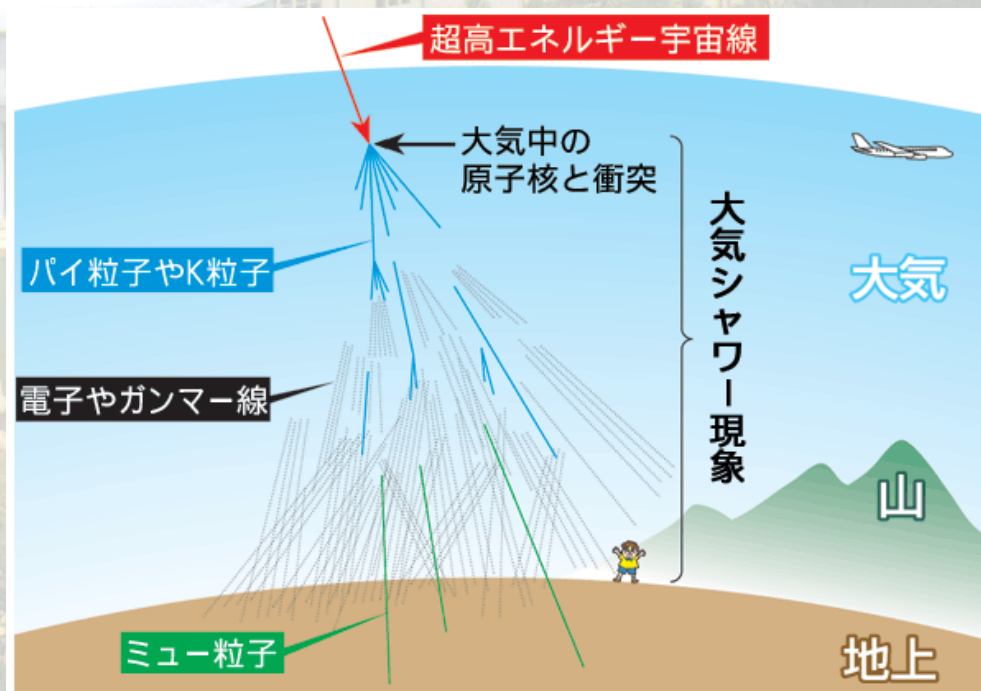 超高エネルギー宇宙線
大気中の
原子核と衝突
パイ粒子やK粒子
大気シャワー現象
大気
電子やガンマー線
山
ミュー粒子
地上